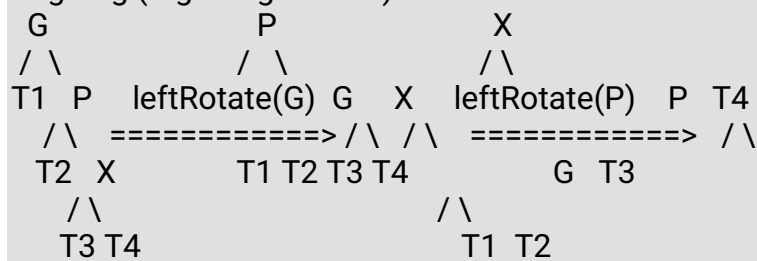 G P X
/ \ / \ / \
T1 P leftRotate(G) G X leftRotate(P) P T4
/ \ ============> / \ / \ ============> / \
T2 X T1 T2 T3 T4 G T3
/ \ / \
T3 T4 T1 T2